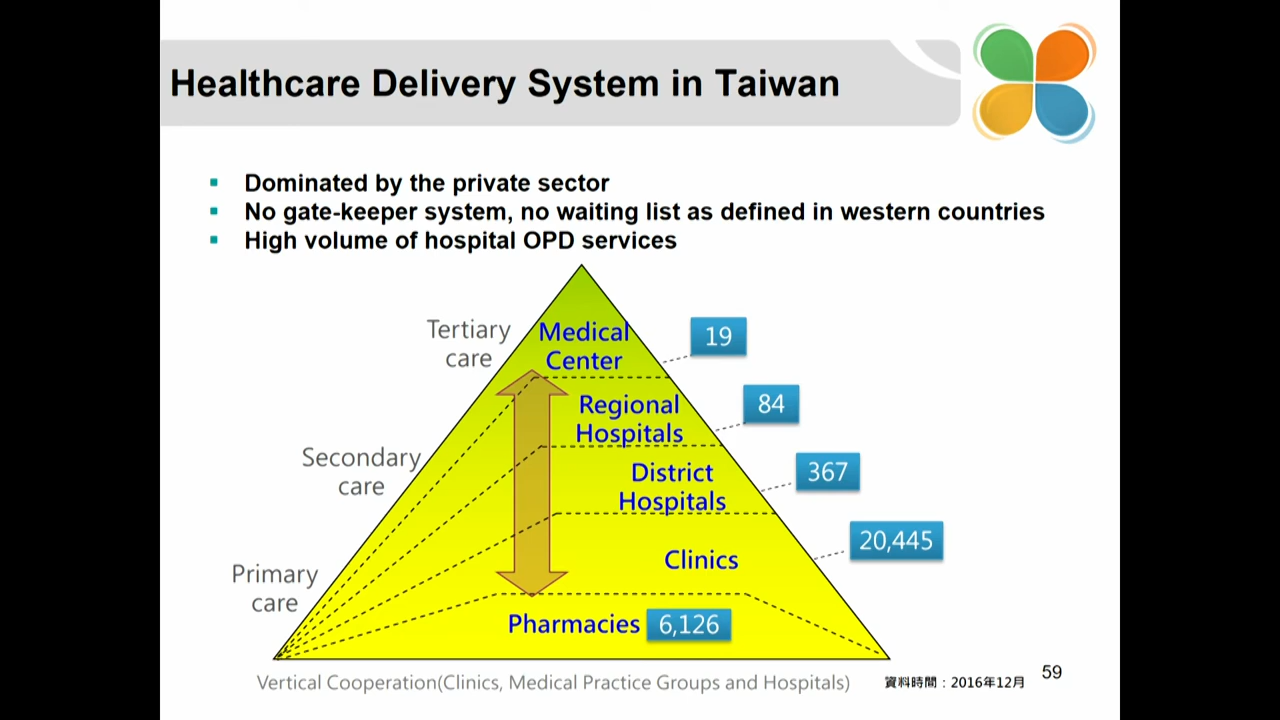 Healthcare Delivery System in Taiwan
Dominated by the private sector
No gate-keeper system, no waiting list as defined in western countries
High volume of hospital OPD services
Tertiary
care
Medical
Center
19
Regional
Hospitals
84
Secondary
care
District
Hospitals
367
Clinics
20,445
Primary
care
Pharmacies 6,126
Vertical Cooperation(Clinics, Medical Practice Groups and Hospitals)
資料時間：2016年12月
59